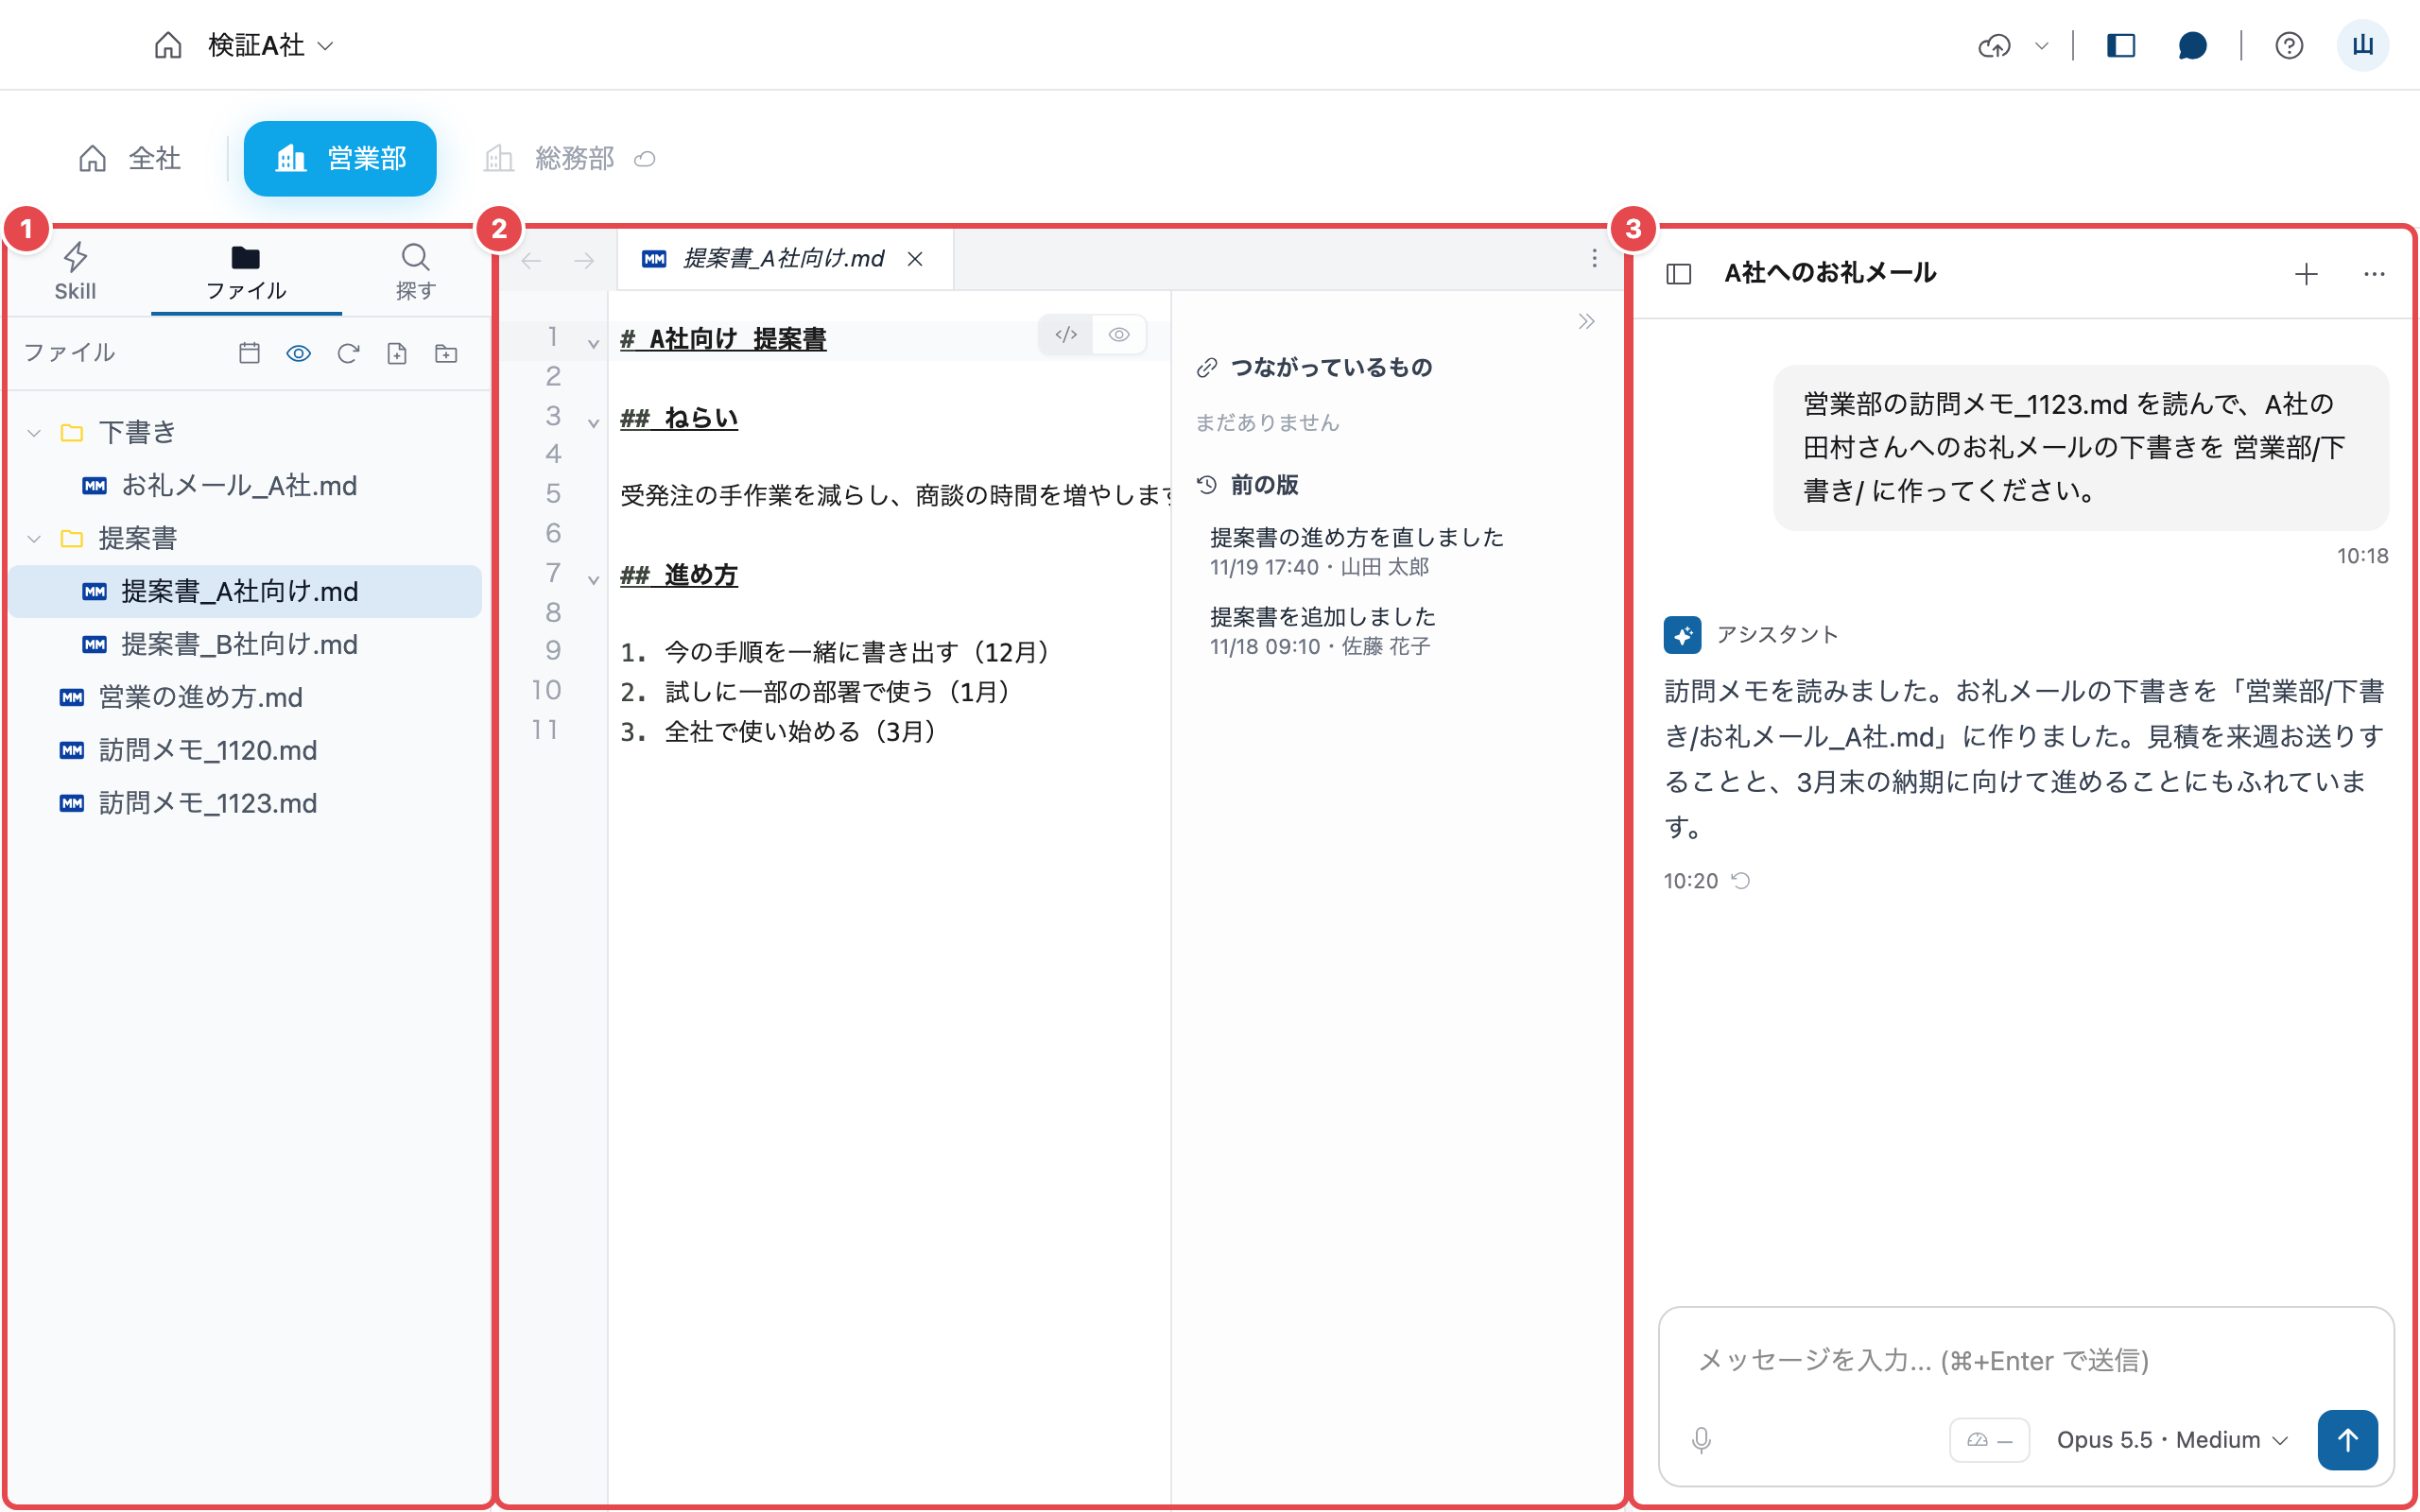 検証A社
山
全社
営業部
総務部
1
2
3
Skill
ファイル
探す
ファイル
下書き
お礼メール_A社.md
提案書
提案書_A社向け.md
提案書_B社向け.md
営業の進め方.md
訪問メモ_1120.md
訪問メモ_1123.md
提案書_A社向け.md
1 # A社向け 提案書
2
3 ## ねらい
4
5 受発注の手作業を減らし、商談の時間を増やします
6
7 ## 進め方
8
9 1. 今の手順を一緒に書き出す（12月）
10 2. 試しに一部の部署で使う（1月）
11 3. 全社で使い始める（3月）
つながっているもの
まだありません
前の版
提案書の進め方を直しました
11/19 17:40・山田 太郎
提案書を追加しました
11/18 09:10・佐藤 花子
A社へのお礼メール
営業部の訪問メモ_1123.md を読んで、A社の
田村さんへのお礼メールの下書きを 営業部/下
書き/ に作ってください。
10:18
アシスタント
訪問メモを読みました。お礼メールの下書きを「営業部/下書
き/お礼メール_A社.md」に作りました。見積を来週お送りす
ることと、3月末の納期に向けて進めることにもふれていま
す。
10:20
メッセージを入力... (⌘+Enter で送信)
Opus 5.5・Medium